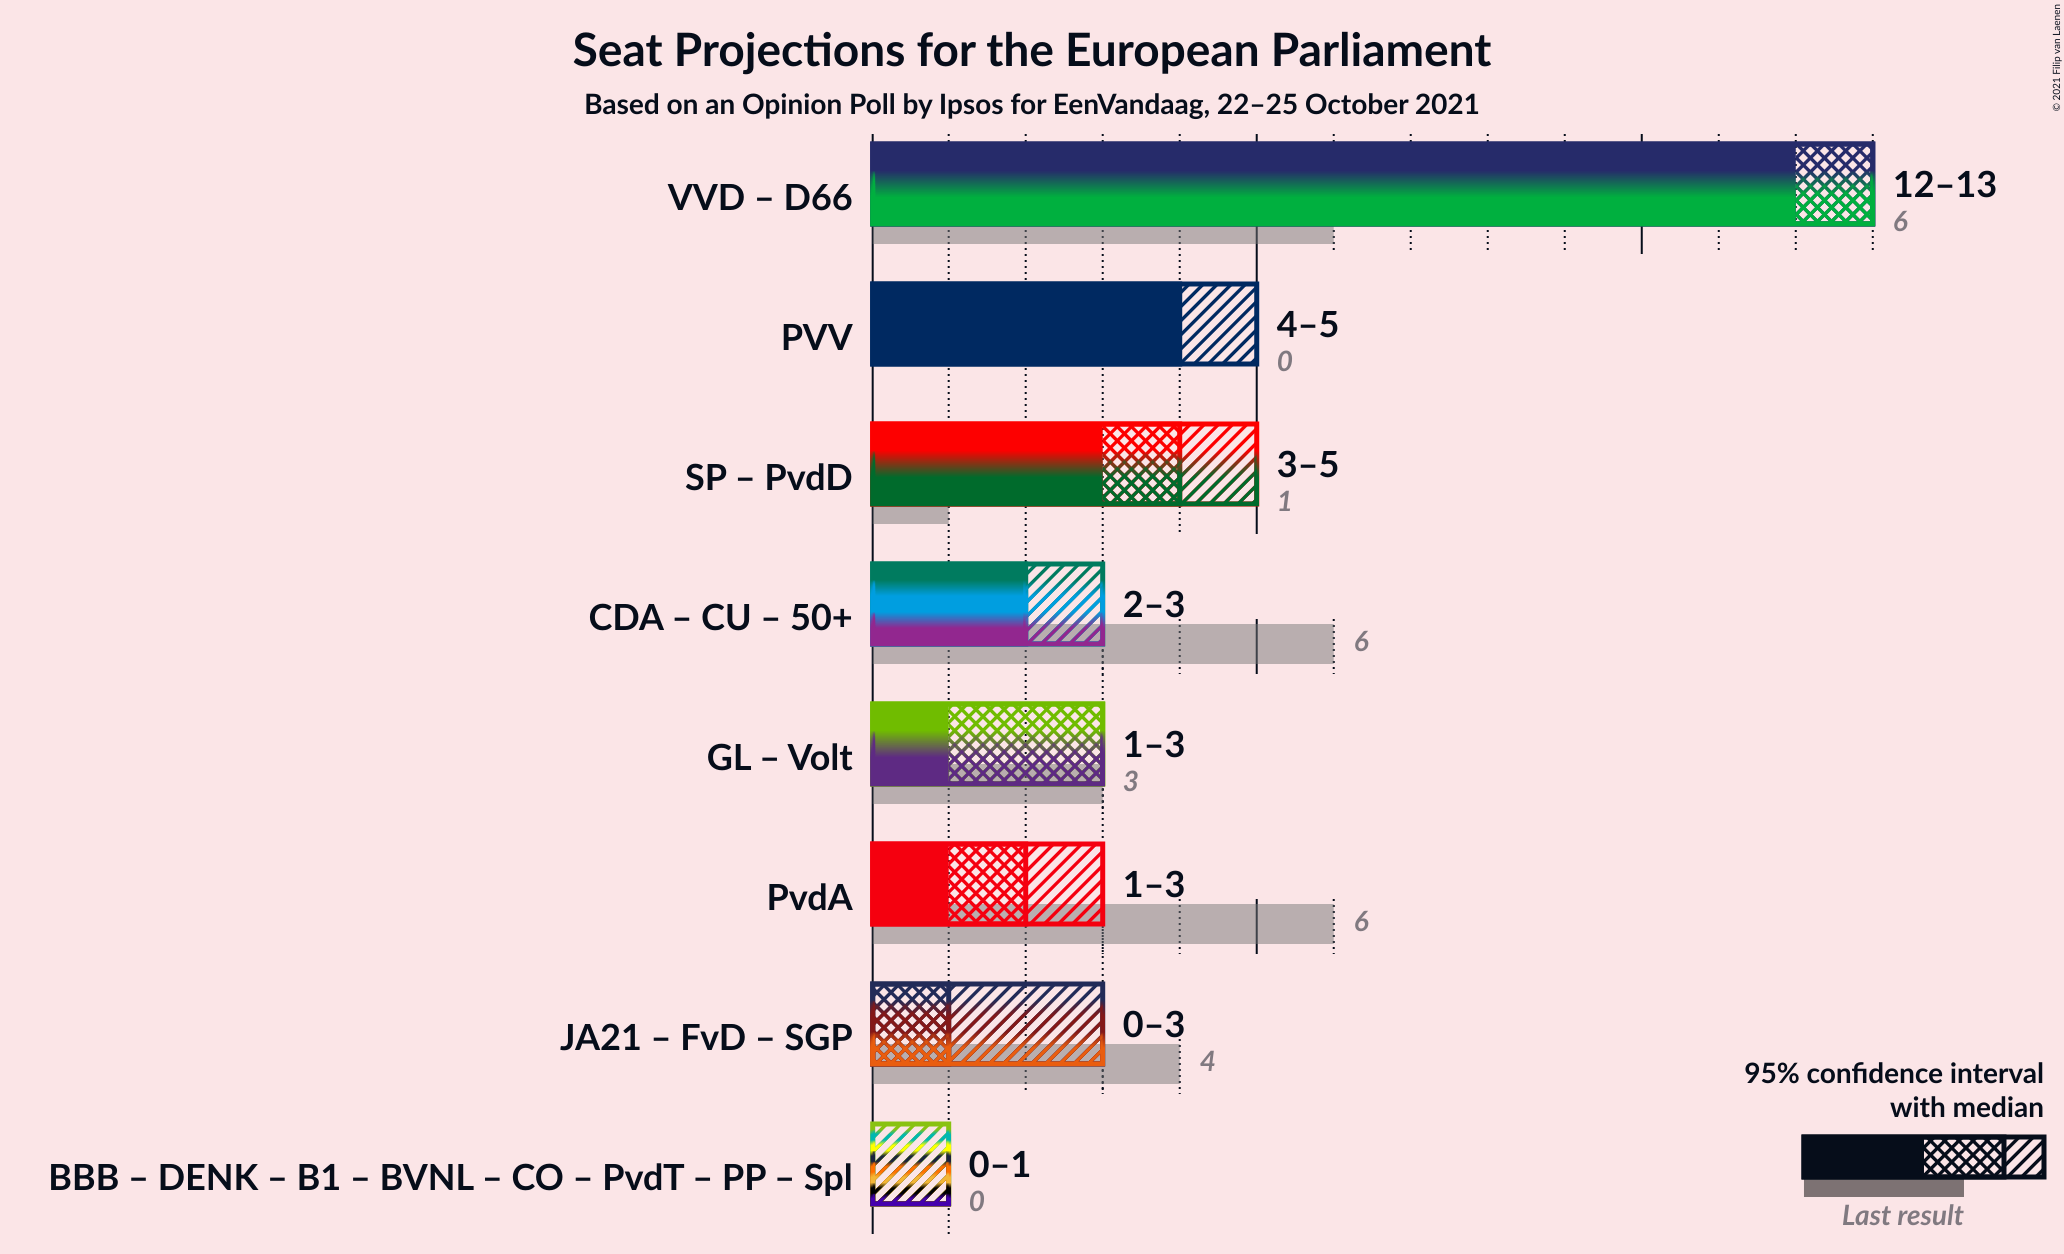 Seat Projections for the European Parliament
Based on an Opinion Poll by Ipsos for EenVandaag, 22–25 October 2021
© 2021 Filip van Laenen
VVD – D66
12–13
6
PVV
4–5
0
SP – PvdD
3–5
1
CDA – CU – 50+
2–3
6
GL – Volt
1–3
3
PvdA
1–3
6
JA21 – FvD – SGP
0–3
4
BBB – DENK – B1 – BVNL – CO – PvdT – PP – Spl
0–1
0
95% confidence interval
with median
Last result